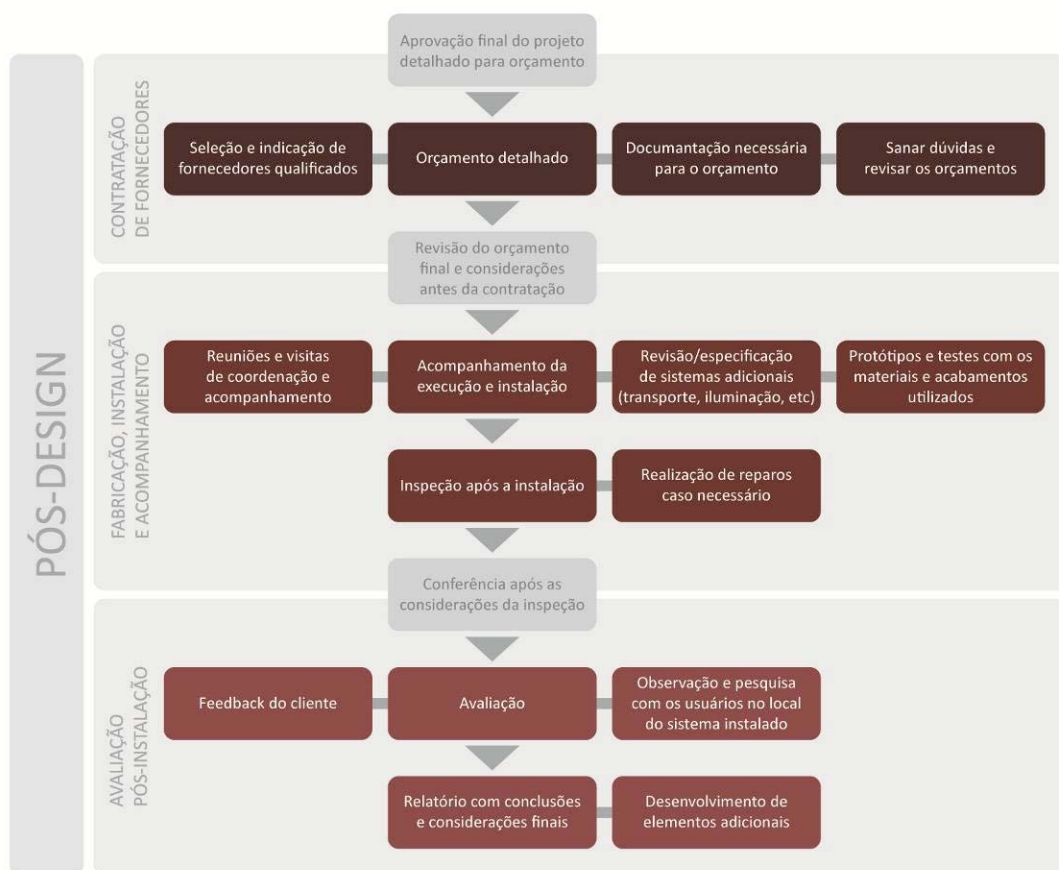 PÓS-DESIGN
CONTRATAÇÃO
DE FORNECEDORES
Aprovação final do projeto
detalhado para orçamento
Seleção e indicação de
fornecedores qualificados
Orçamento detalhado
Documantação necessária
para o orçamento
Sanar dúvidas e
revisar os orçamentos
Revisão do orçamento
final e considerações
antes da contratação
FABRICAÇÃO, INSTALAÇÃO
E ACOMPANHAMENTO
Reuniões e visitas
de coordenação e
acompanhamento
Acompanhamento da
execução e instalação
Revisão/especificação
de sistemas adicionais
(transporte, iluminação, etc)
Protótipos e testes com os
materiais e acabamentos
utilizados
Inspeção após a instalação
Realização de reparos
caso necessário
Conferência após as
considerações da inspeção
AVALIAÇÃO
PÓS-INSTALAÇÃO
Feedback do cliente
Avaliação
Observação e pesquisa
com os usuários no local
do sistema instalado
Relatório com conclusões
e considerações finais
Desenvolvimento de
elementos adicionais